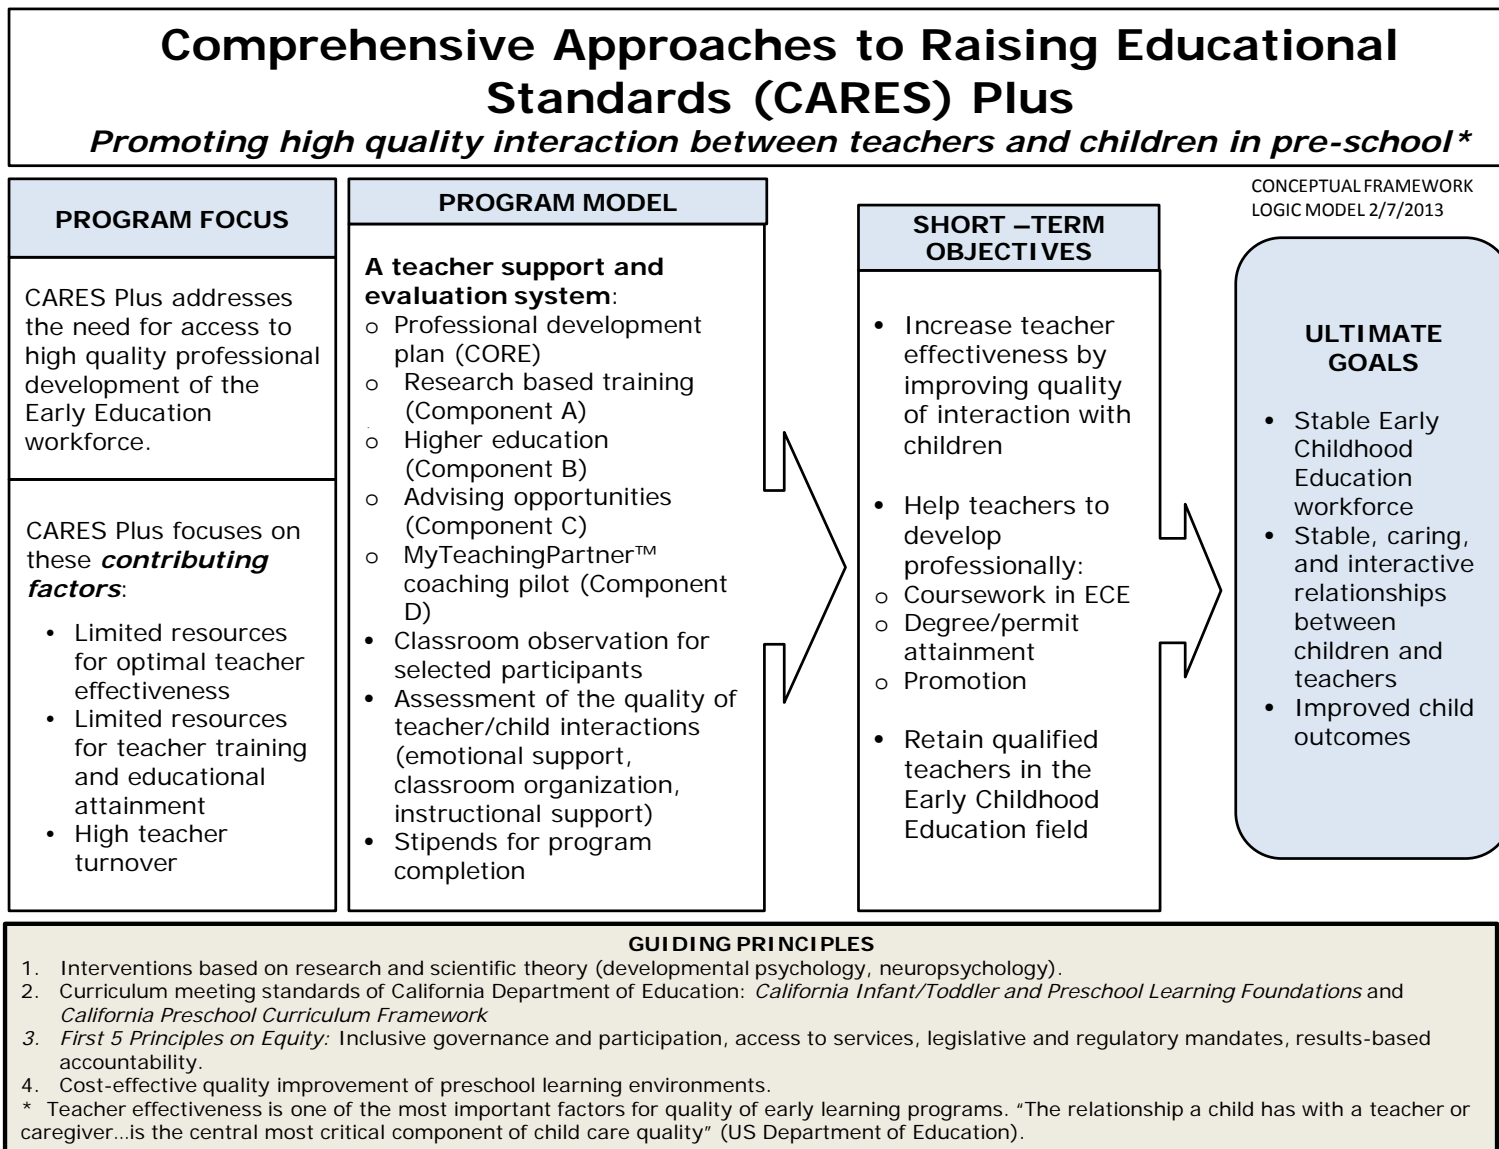 Comprehensive Approaches to Raising Educational
Standards (CARES) Plus
Promoting high quality interaction between teachers and children in pre-school*
PROGRAM FOCUS
CARES Plus addresses
the need for access to
high quality professional
development of the
Early Education
workforce.
CARES Plus focuses on
these contributing
factors:
• Limited resources
for optimal teacher
effectiveness
• Limited resources
for teacher training
and educational
attainment
• High teacher
turnover
PROGRAM MODEL
A teacher support and
evaluation system:
o Professional development
plan (CORE)
o Research based training
(Component A)
o Higher education
(Component B)
o Advising opportunities
(Component C)
o MyTeachingPartner™
coaching pilot (Component
D)
• Classroom observation for
selected participants
• Assessment of the quality of
teacher/child interactions
(emotional support,
classroom organization,
instructional support)
• Stipends for program
completion
SHORT –TERM
OBJECTIVES
• Increase teacher
effectiveness by
improving quality
of interaction with
children
• Help teachers to
develop
professionally:
o Coursework in ECE
o Degree/permit
attainment
o Promotion
• Retain qualified
teachers in the
Early Childhood
Education field
CONCEPTUAL FRAMEWORK
LOGIC MODEL 2/7/2013
ULTIMATE
GOALS
• Stable Early
Childhood
Education
workforce
• Stable, caring,
and interactive
relationships
between
children and
teachers
• Improved child
outcomes
GUIDING PRINCIPLES
1. Interventions based on research and scientific theory (developmental psychology, neuropsychology).
2. Curriculum meeting standards of California Department of Education: California Infant/Toddler and Preschool Learning Foundations and
California Preschool Curriculum Framework
3. First 5 Principles on Equity: Inclusive governance and participation, access to services, legislative and regulatory mandates, results-based
accountability.
4. Cost-effective quality improvement of preschool learning environments.
* Teacher effectiveness is one of the most important factors for quality of early learning programs. "The relationship a child has with a teacher or
caregiver…is the central most critical component of child care quality" (US Department of Education).